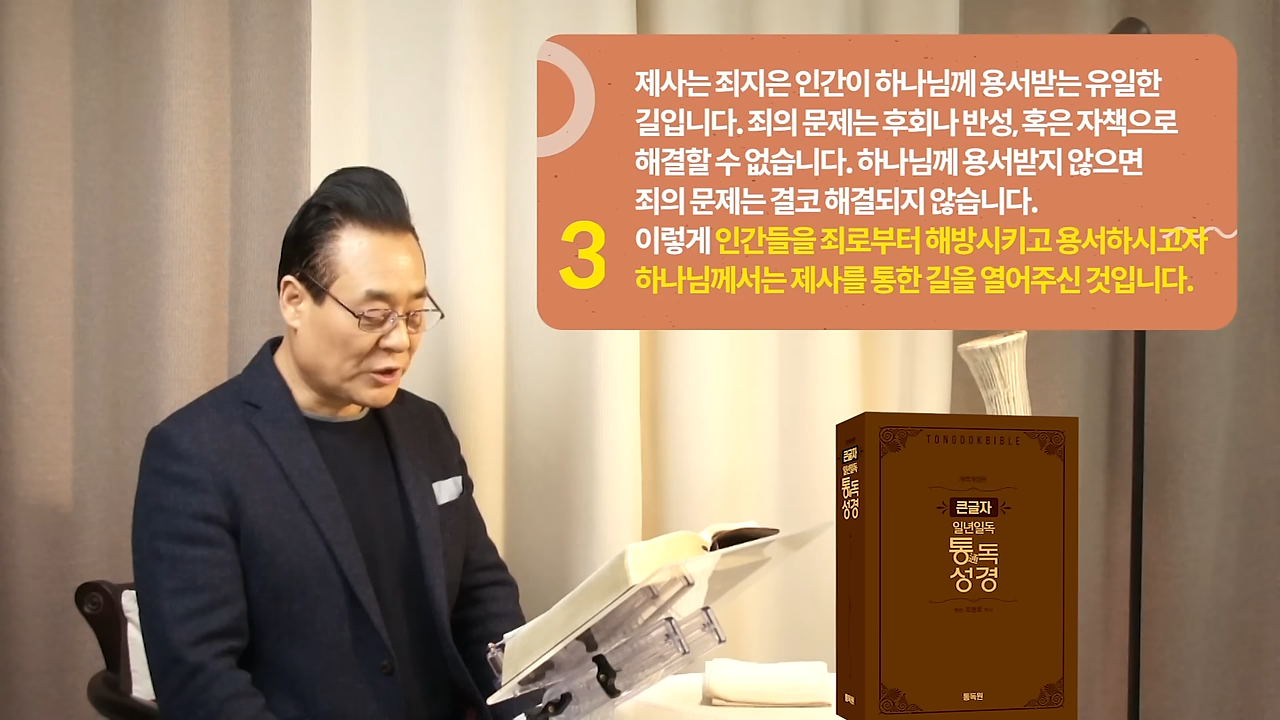 제사는 죄지은 인간이 하나님께 용서받는 유일한
길입니다. 죄의 문제는 후회나 반성, 혹은 자책으로
해결할 수 없습니다. 하나님께 용서받지 않으면
죄의 문제는 결코 해결되지 않습니다.
3
이렇게 인간들을 죄로부터 해방시키고 용서하시고자
하나님께서는 제사를 통한 길을 열어주신 것입니다.
TONGDOKBIBLE
큰글자
일년일독
통독
성경
통독원
큰글자
일년일독
통독
성경
통독원